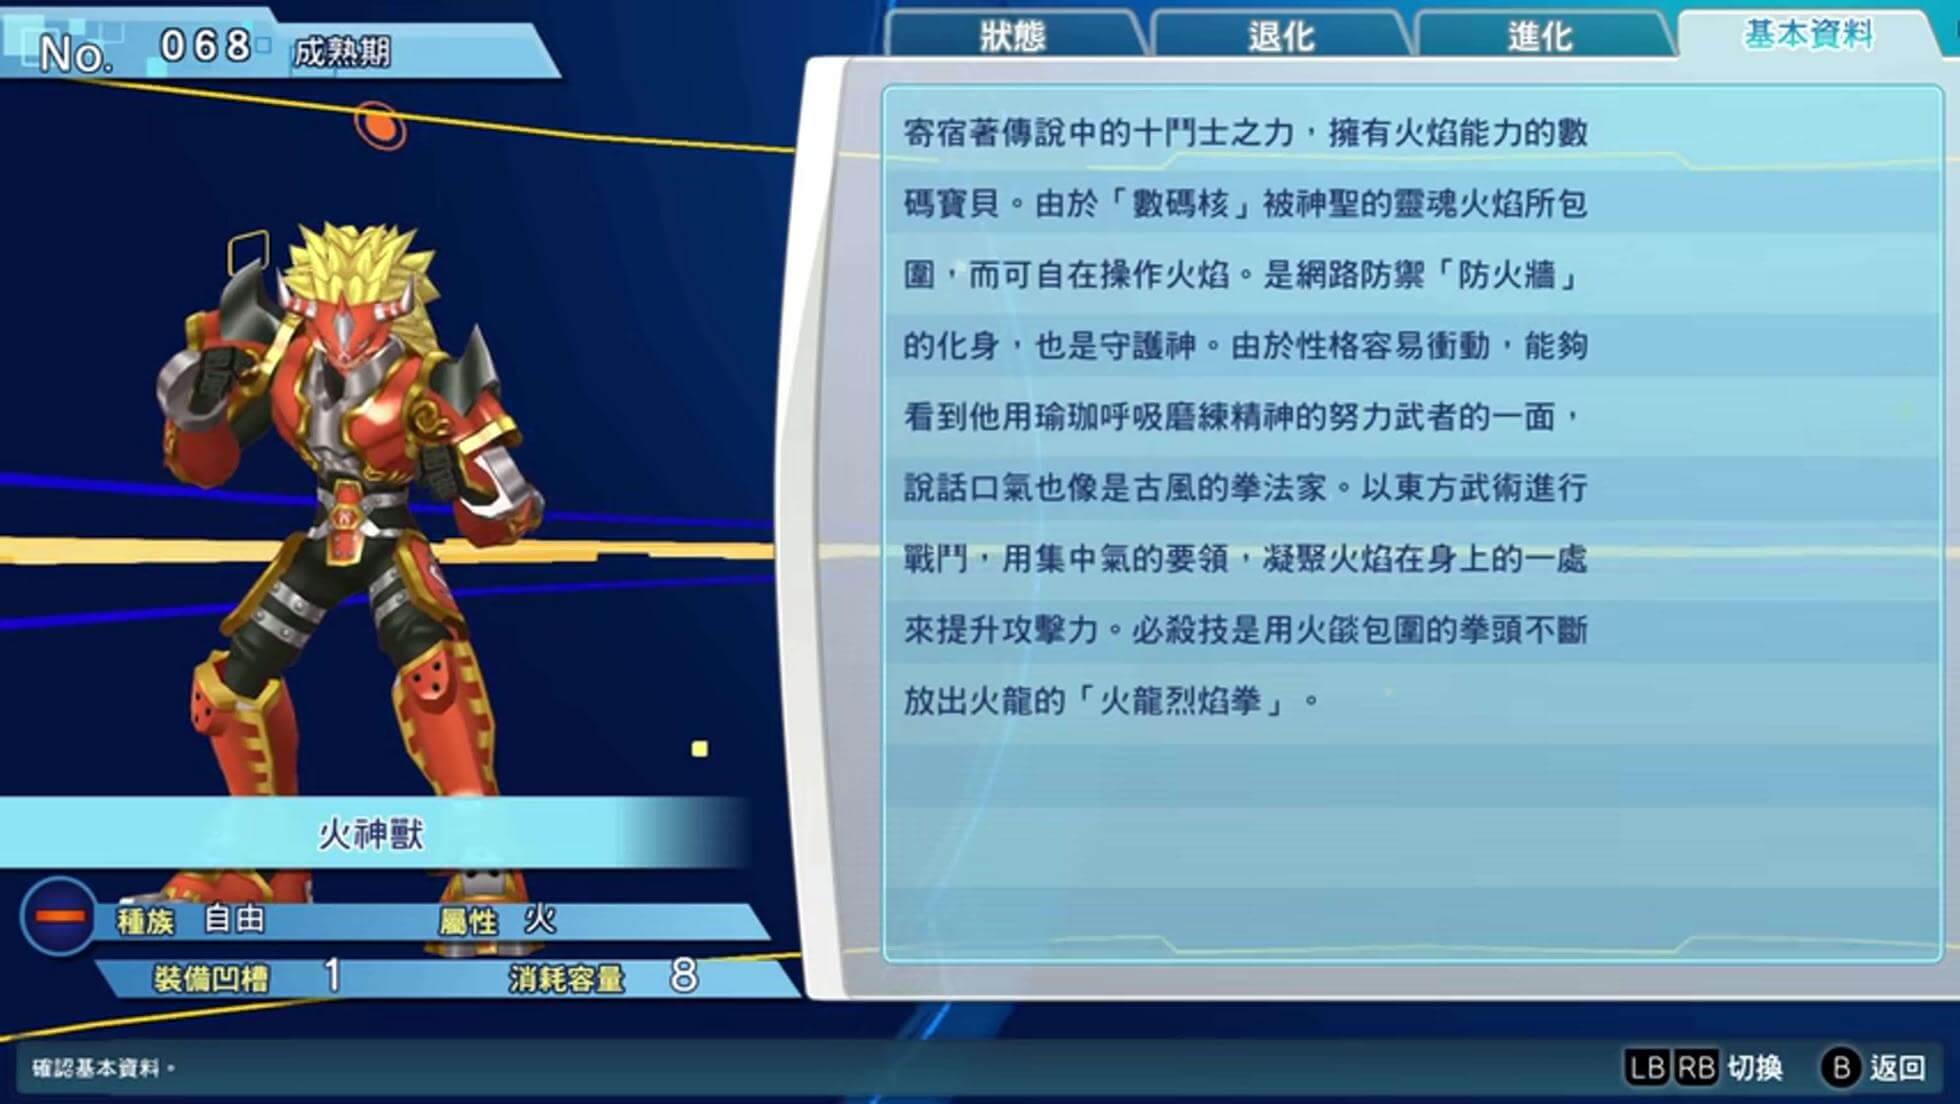 No. 068 成熟期
狀態 退化 進化 基本資料
寄宿著傳說中的十鬥士之力，擁有火焰能力的數
碼寶貝。由於「數碼核」被神聖的靈魂火焰所包
圍，而可自在操作火焰。是網路防禦「防火牆」
的化身，也是守護神。由於性格容易衝動，能夠
看到他用瑜珈呼吸磨練精神的努力武者的一面，
說話口氣也像是古風的拳法家。以東方武術進行
戰鬥，用集中氣的要領，凝聚火焰在身上的一處
來提升攻擊力。必殺技是用火燄包圍的拳頭不斷
放出火龍的「火龍烈焰拳」。
火神獸
種族 自由 屬性 火
裝備凹槽 1 消耗容量 8
確認基本資料。
LB RB 切換 B 返回